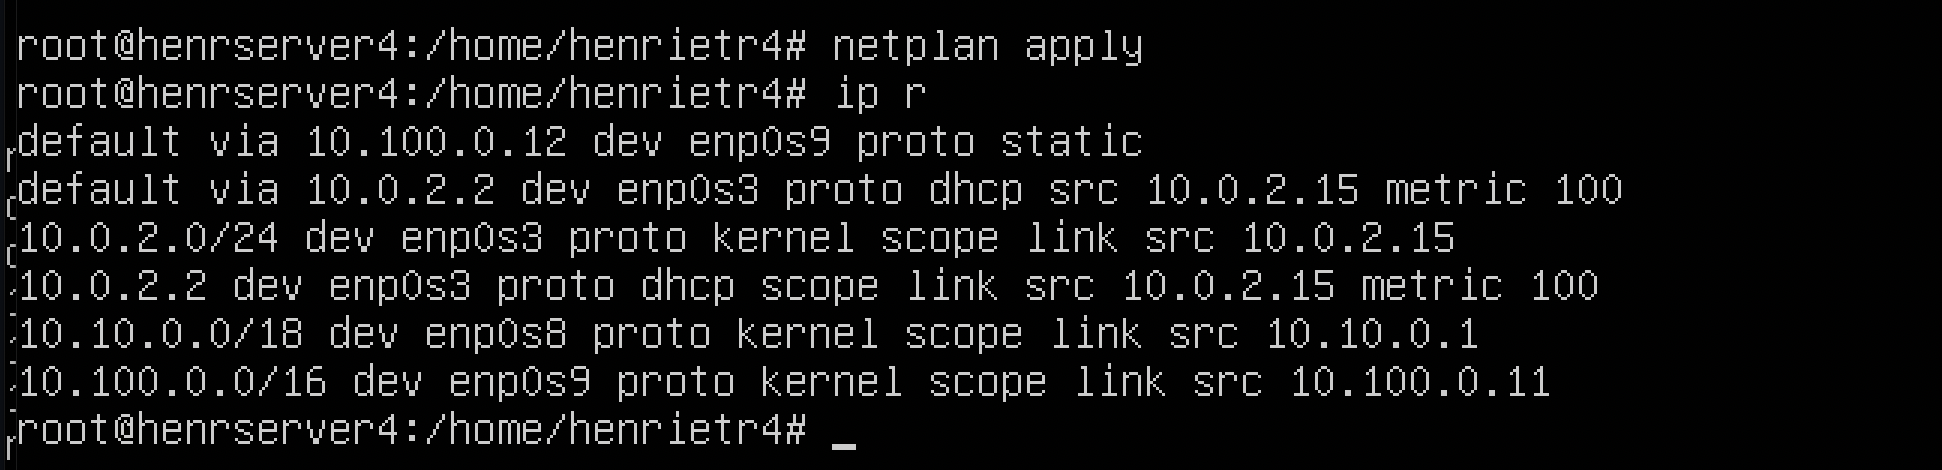 root@henrserver4:/home/henrietr4# netplan apply
root@henrserver4:/home/henrietr4# ip r
default via 10.100.0.12 dev enp0s9 proto static
default via 10.0.2.2 dev enp0s3 proto dhcp src 10.0.2.15 metric 100
10.0.2.0/24 dev enp0s3 proto kernel scope link src 10.0.2.15
10.0.2.2 dev enp0s3 proto dhcp scope link src 10.0.2.15 metric 100
10.10.0.0/18 dev enp0s8 proto kernel scope link src 10.10.0.1
10.100.0.0/16 dev enp0s9 proto kernel scope link src 10.100.0.11
root@henrserver4:/home/henrietr4# _